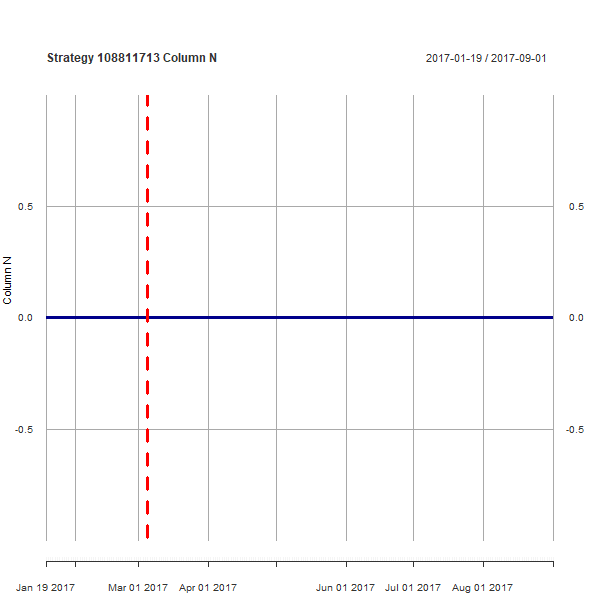 Strategy 108811713 Column N
2017-01-19 / 2017-09-01
0.5
0.5
Column N
0.0
0.0
-0.5
-0.5
Jan 19 2017
Mar 01 2017
Apr 01 2017
Jun 01 2017
Jul 01 2017
Aug 01 2017